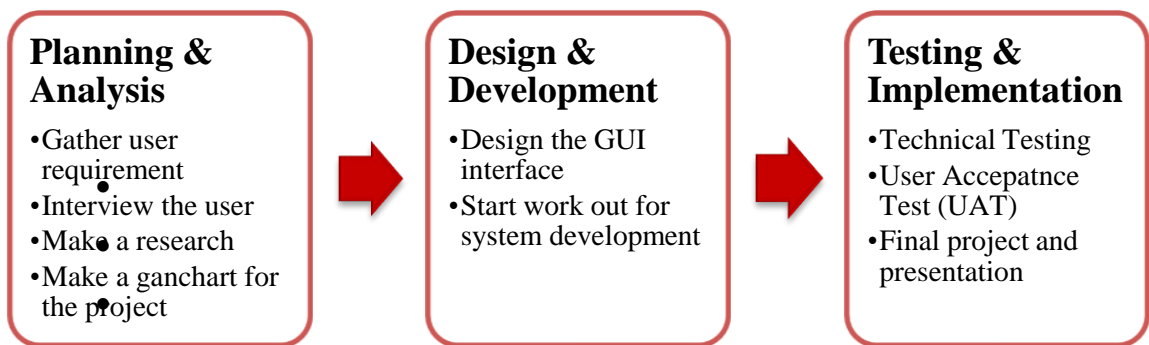 Planning &
Analysis
•Gather user
requirement
•Interview the user
•Make a research
•Make a ganchart for
the project
Design &
Development
•Design the GUI
interface
•Start work out for
system development
Testing &
Implementation
•Technical Testing
•User Accepatnce
Test (UAT)
•Final project and
presentation